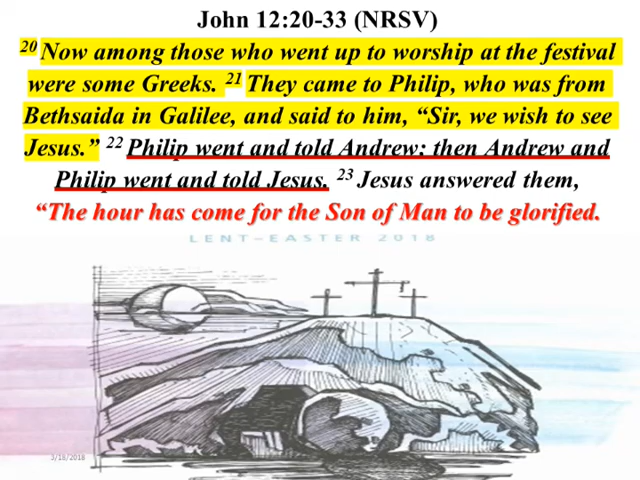 John 12:20-33 (NRSV)
20 Now among those who went up to worship at the festival
were some Greeks. 21 They came to Philip, who was from
Bethsaida in Galilee, and said to him, “Sir, we wish to see
Jesus.” 22 Philip went and told Andrew; then Andrew and
Philip went and told Jesus. 23 Jesus answered them,
“The hour has come for the Son of Man to be glorified.
LENT–EASTER 2018
3/18/2018